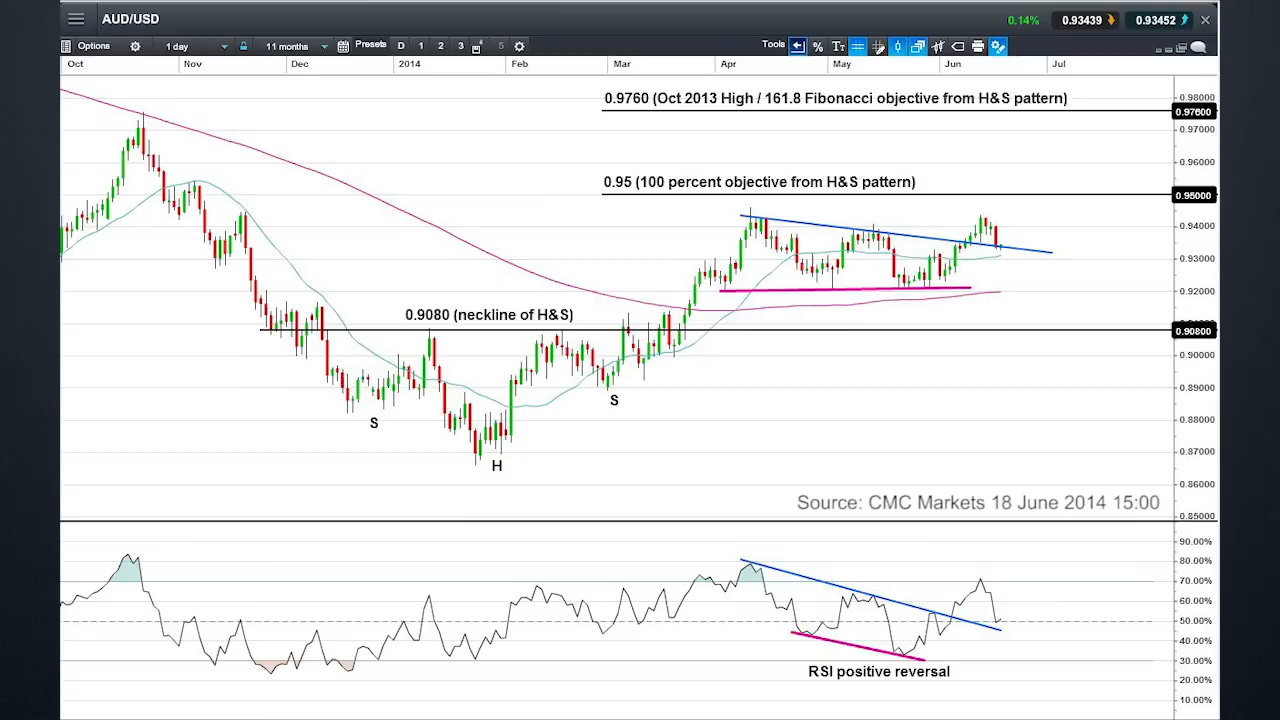 AUD/USD 0.14% 0.93439 0.93452
Options 1 day 11 months Presets D 1 2 3 5 Tools % Tт
Oct Nov Dec 2014 Feb Mar Apr May Jun Jul
0.9760 (Oct 2013 High / 161.8 Fibonacci objective from H&S pattern)
0.98000
0.97600
0.97000
0.96000
0.95 (100 percent objective from H&S pattern)
0.95000
0.94000
0.93000
0.92000
0.9080 (neckline of H&S)
0.90800
0.90000
0.89000
S
S
0.88000
0.87000
H
0.86000
Source: CMC Markets 18 June 2014 15:00
0.85000
90.00%
80.00%
70.00%
60.00%
50.00%
40.00%
30.00%
RSI positive reversal
20.00%
10.00%